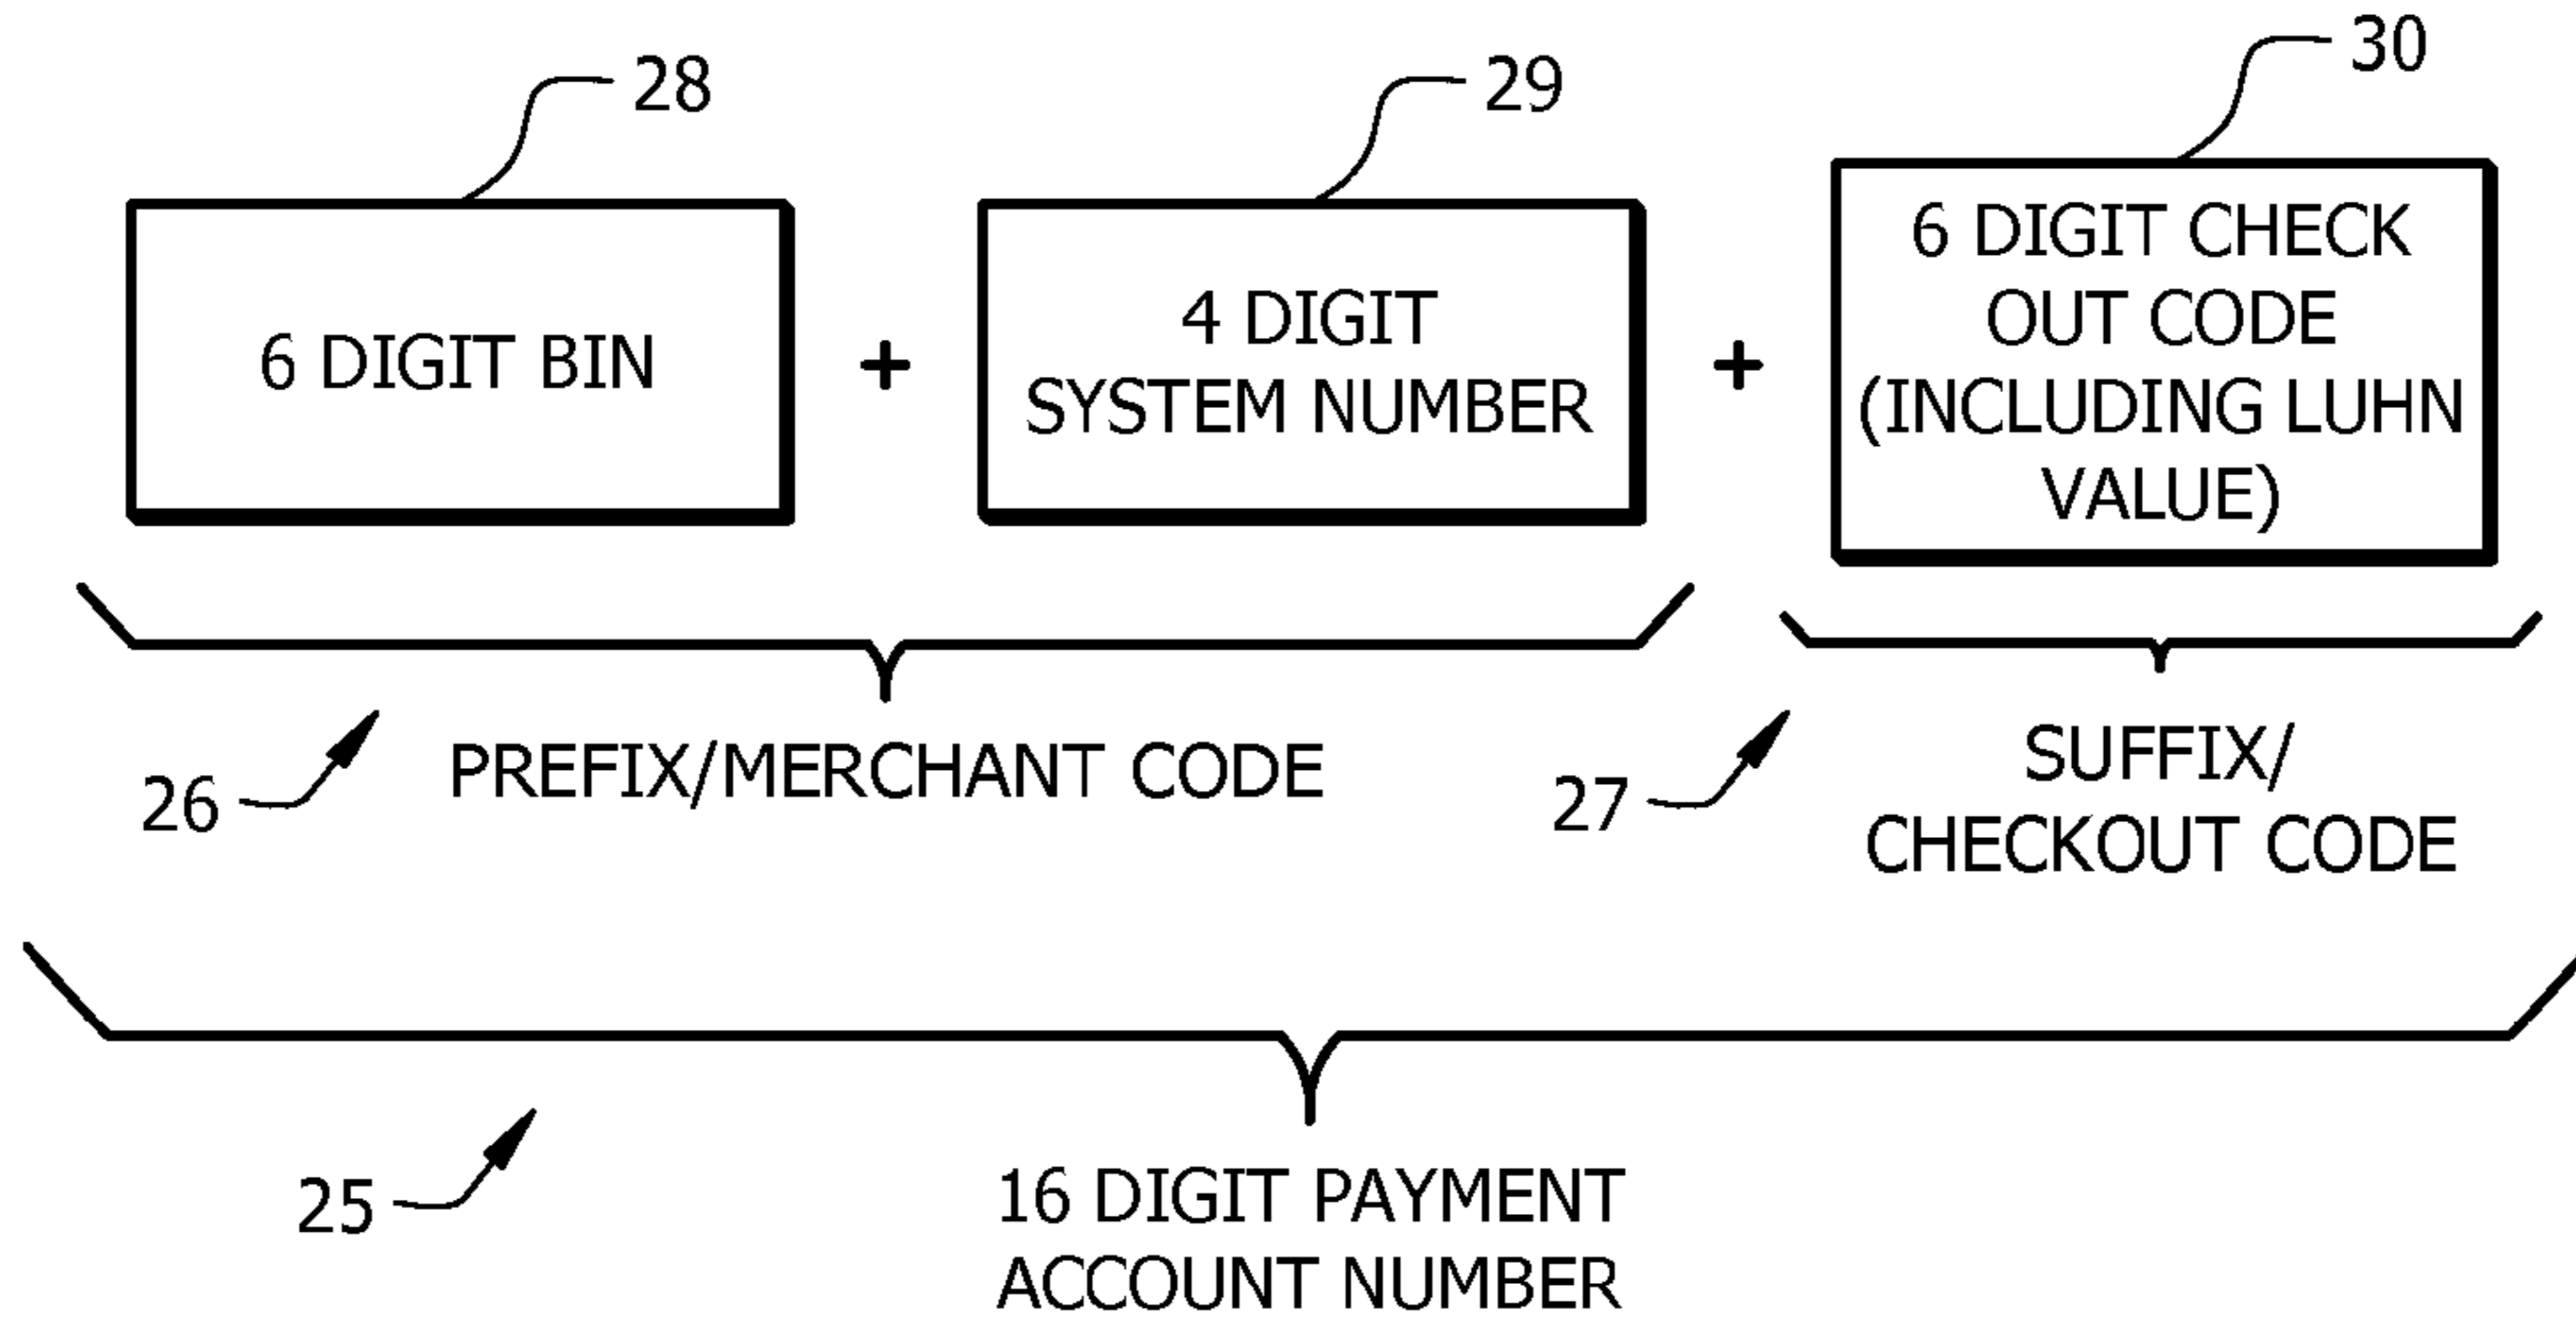 28
29
30
6 DIGIT BIN
+
4 DIGIT
SYSTEM NUMBER
+
6 DIGIT CHECK
OUT CODE
(INCLUDING LUHN
VALUE)
26
PREFIX/MERCHANT CODE
27
SUFFIX/
CHECKOUT CODE
25
16 DIGIT PAYMENT
ACCOUNT NUMBER